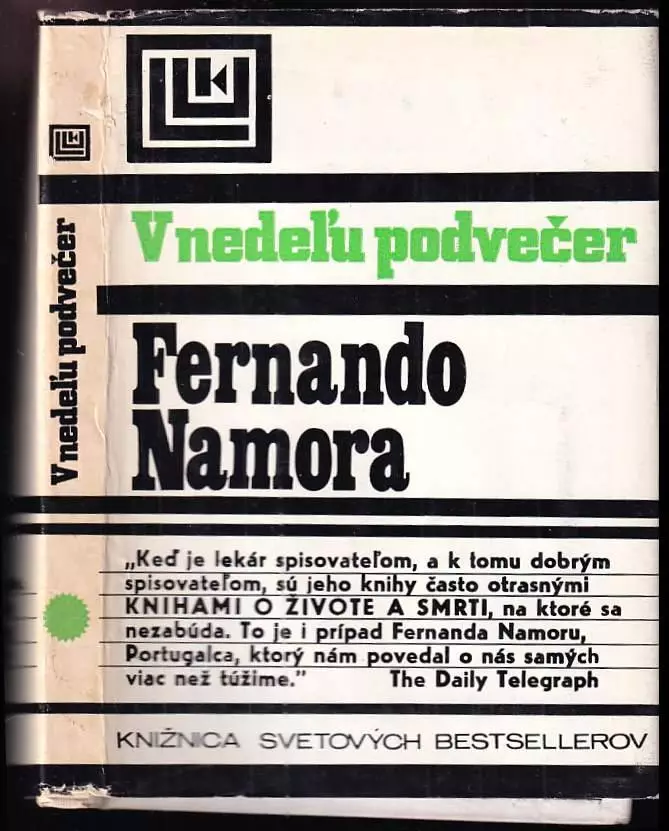 V nedeľu podvečer
V nedeľu podvečer
Fernando
Namora
„Keď je lekár spisovateľom, a k tomu dobrým
spisovateľom, sú jeho knihy často otrasnými
KNIHAMI O ŽIVOTE A SMRTI, na ktoré sa
nezabúda. To je i prípad Fernanda Namoru,
Portugalca, ktorý nám povedal o nás samých
viac než túžime.” The Daily Telegraph
KNIŽNICA SVETOVÝCH BESTSELLEROV